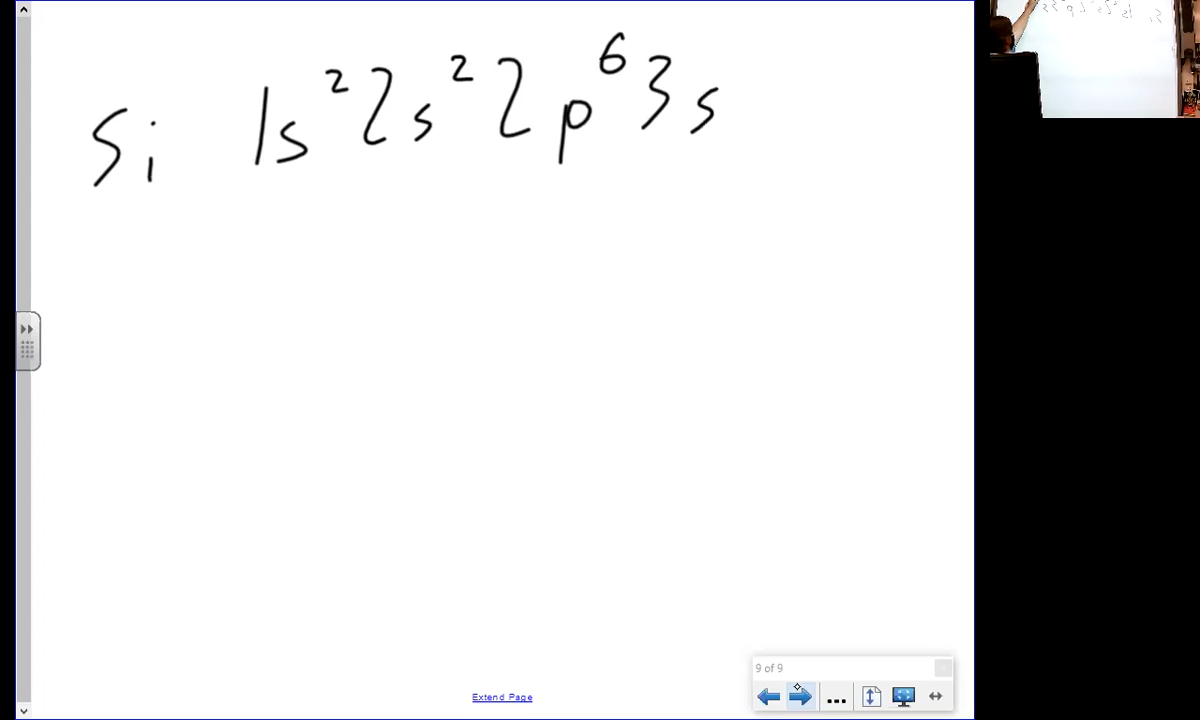 Si 1s²2s²2p⁶3s
9 of 9
Extend Page